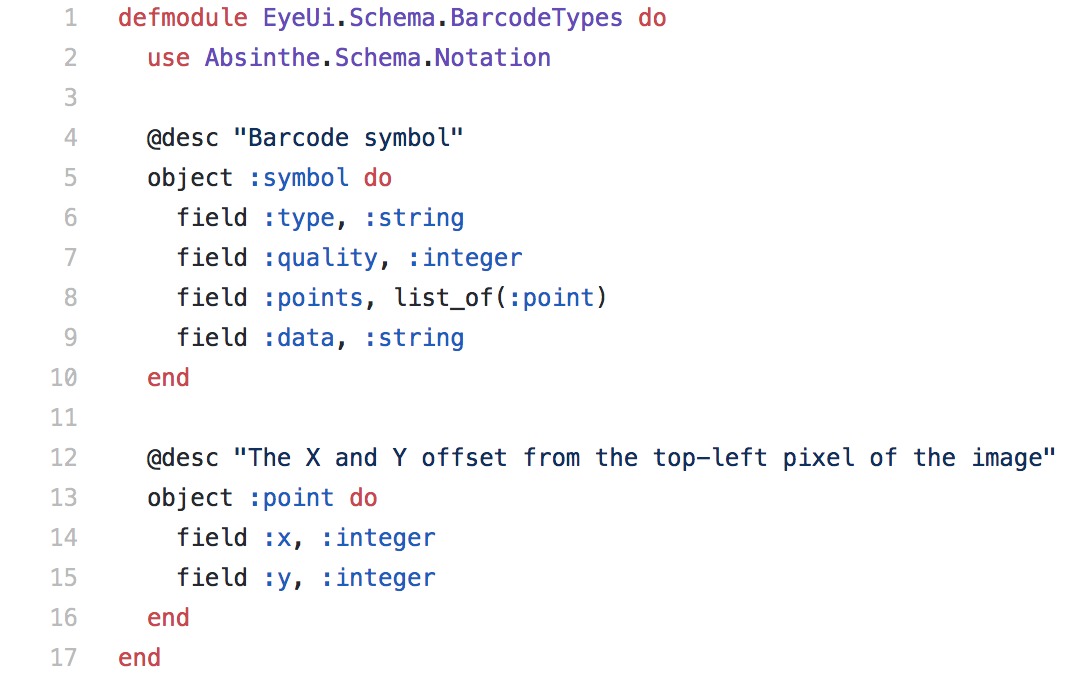 1 defmodule EyeUi.Schema.BarcodeTypes do
2   use Absinthe.Schema.Notation
3
4   @desc "Barcode symbol"
5   object :symbol do
6     field :type, :string
7     field :quality, :integer
8     field :points, list_of(:point)
9     field :data, :string
10   end
11
12   @desc "The X and Y offset from the top-left pixel of the image"
13   object :point do
14     field :x, :integer
15     field :y, :integer
16   end
17 end